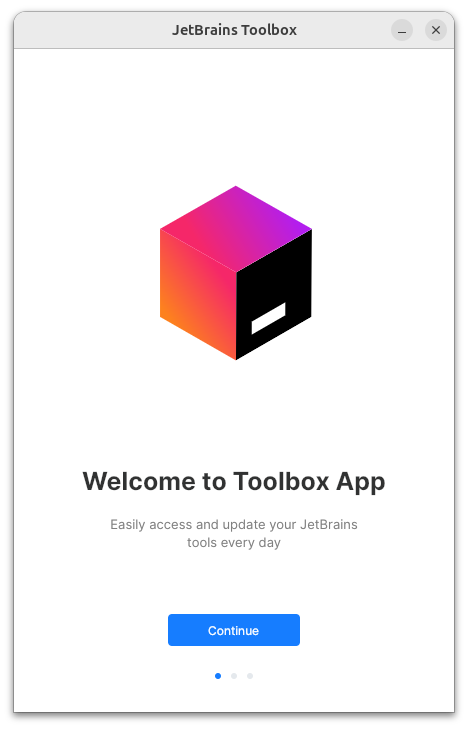 JetBrains Toolbox
Welcome to Toolbox App
Easily access and update your JetBrains
tools every day
Continue